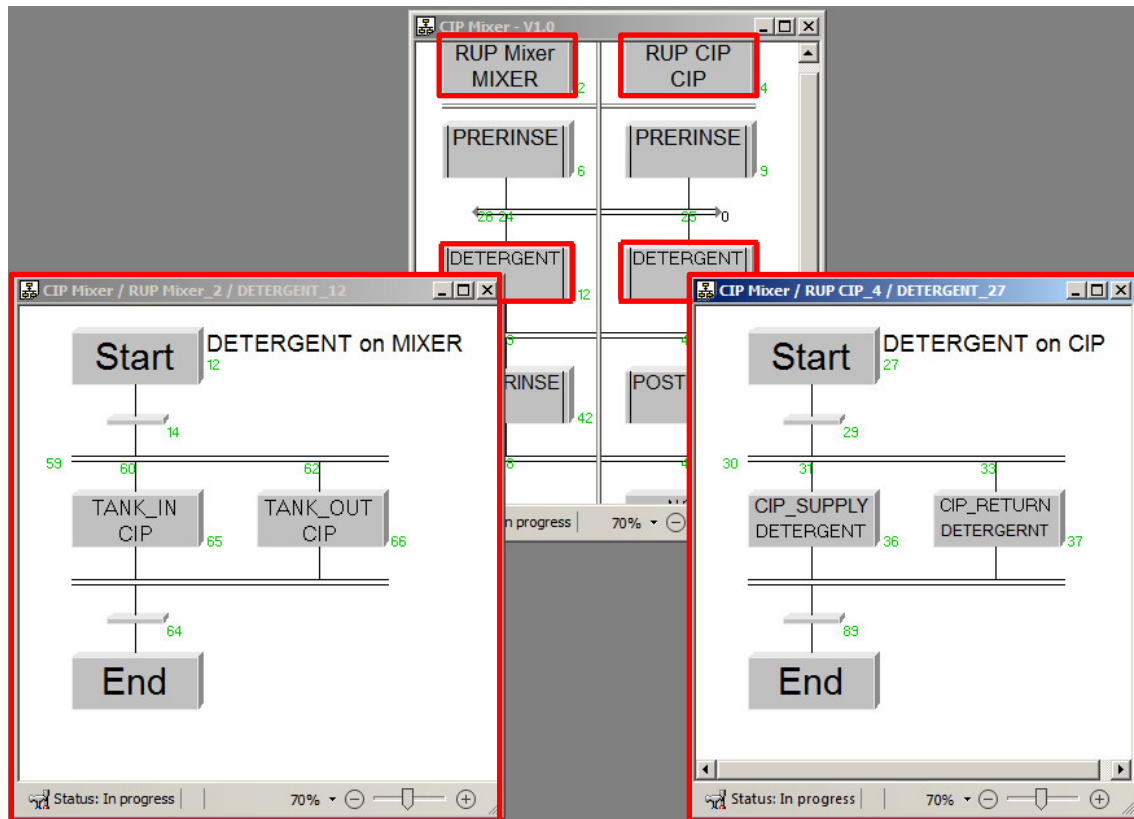 CIP Mixer - V1.0
RUP Mixer
MIXER
2
RUP CIP
CIP
4
PRERINSE
6
PRERINSE
9
26 24
25
0
DETERGENT
12
DETERGENT
RINSE
42
POST
8
4
In progress
70%
CIP Mixer / RUP Mixer_2 / DETERGENT_12
Start
DETERGENT on MIXER
12
14
59
60
62
TANK_IN
CIP
65
TANK_OUT
CIP
66
64
End
Status: In progress
70%
CIP Mixer / RUP CIP_4 / DETERGENT_27
Start
DETERGENT on CIP
27
29
30
31
33
CIP_SUPPLY
DETERGENT
36
CIP_RETURN
DETERGERNT
37
89
End
Status: In progress
70%